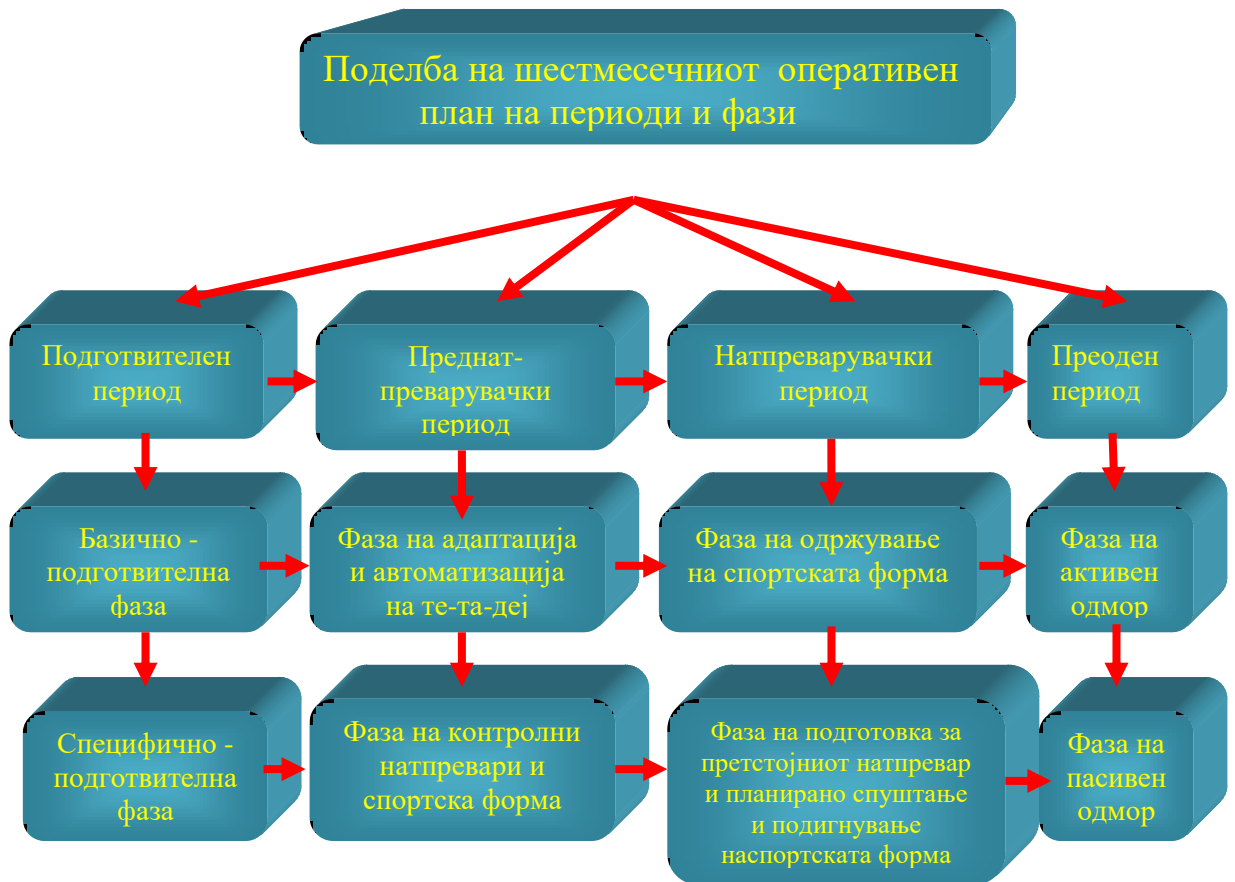 Поделба на шестмесечниот оперативен
план на периоди и фази
Подготвителен
период
Преднат-
преварувачки
период
Натпреварувачки
период
Преоден
период
Базично -
подготвителна
фаза
Фаза на адаптација
и автоматизација
на те-та-деј
Фаза на одржување
на спортската форма
Фаза на
активен
одмор
Специфично -
подготвителна
фаза
Фаза на контролни
натпревари и
спортска форма
Фаза на подготовка за
претстојниот натпревар
и планирано спуштање
и подигнување
наспортската форма
Фаза на
пасивен
одмор